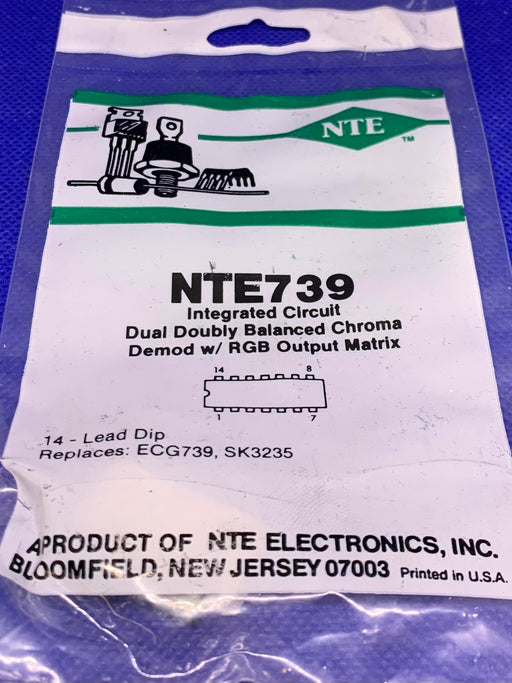 NTE
TM
NTE739
Integrated Circuit
Dual Doubly Balanced Chroma
Demod w/ RGB Output Matrix
14 8
1 7
14 - Lead Dip
Replaces: ECG739, SK3235
A PRODUCT OF NTE ELECTRONICS, INC.
BLOOMFIELD, NEW JERSEY 07003 Printed in U.S.A.